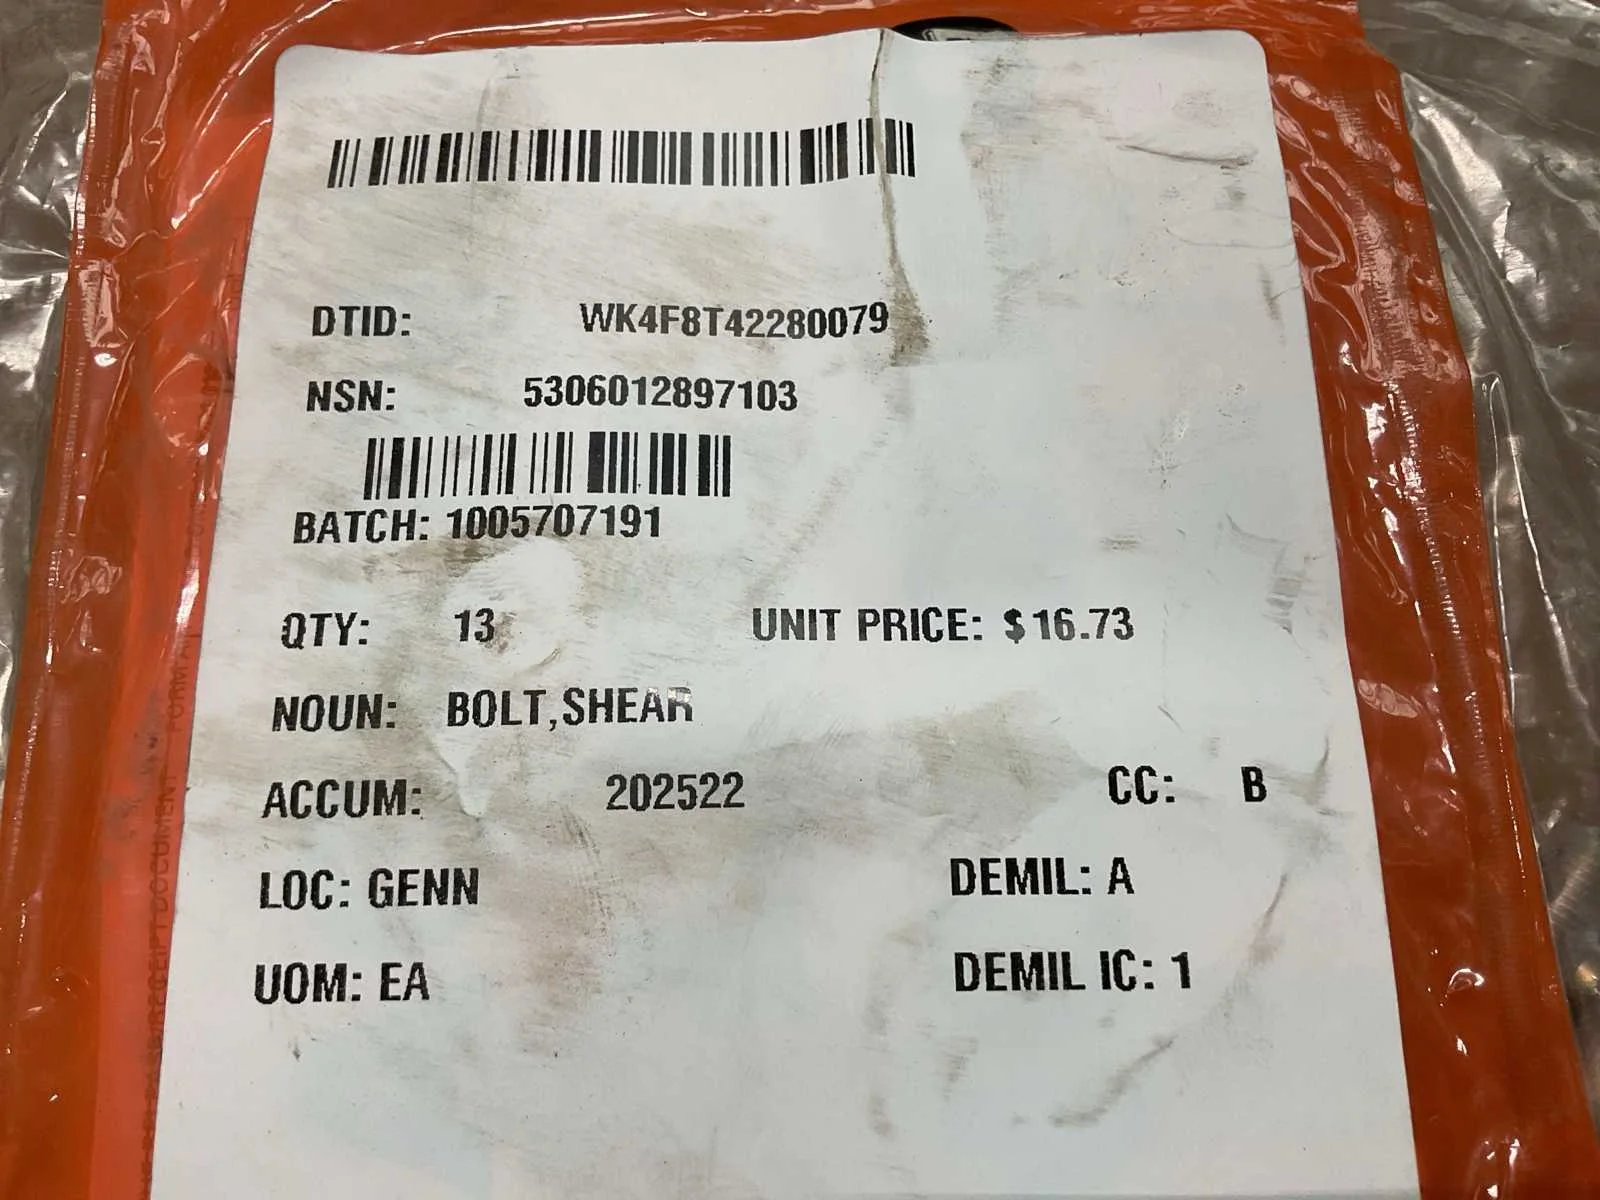 DTID: WK4F8T42280079
NSN: 5306012897103
BATCH: 1005707191
QTY: 13 UNIT PRICE: $16.73
NOUN: BOLT,SHEAR
ACCUM: 202522 CC: B
LOC: GENN DEMIL: A
UOM: EA DEMIL IC: 1